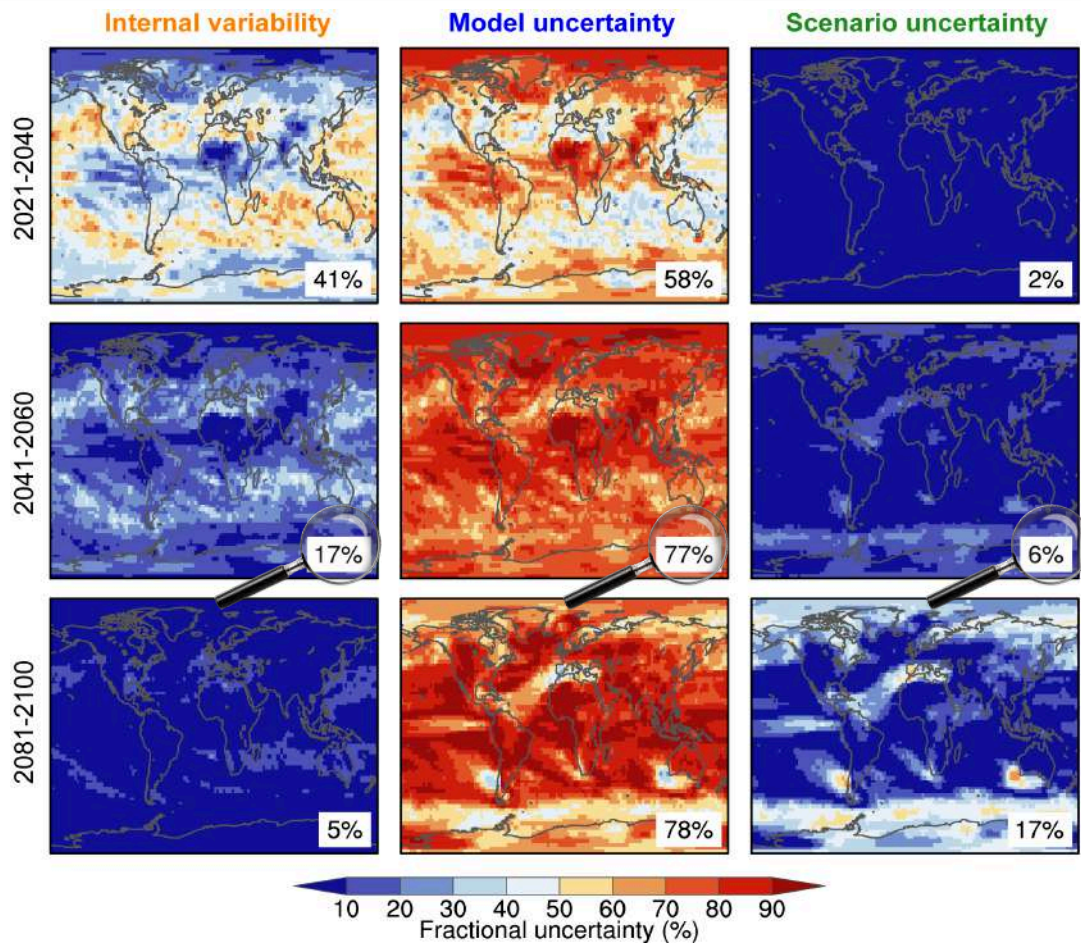 Internal variability Model uncertainty Scenario uncertainty
2021-2040
41% 58% 2%
2041-2060
17% 77% 6%
2081-2100
5% 78% 17%
10 20 30 40 50 60 70 80 90
Fractional uncertainty (%)